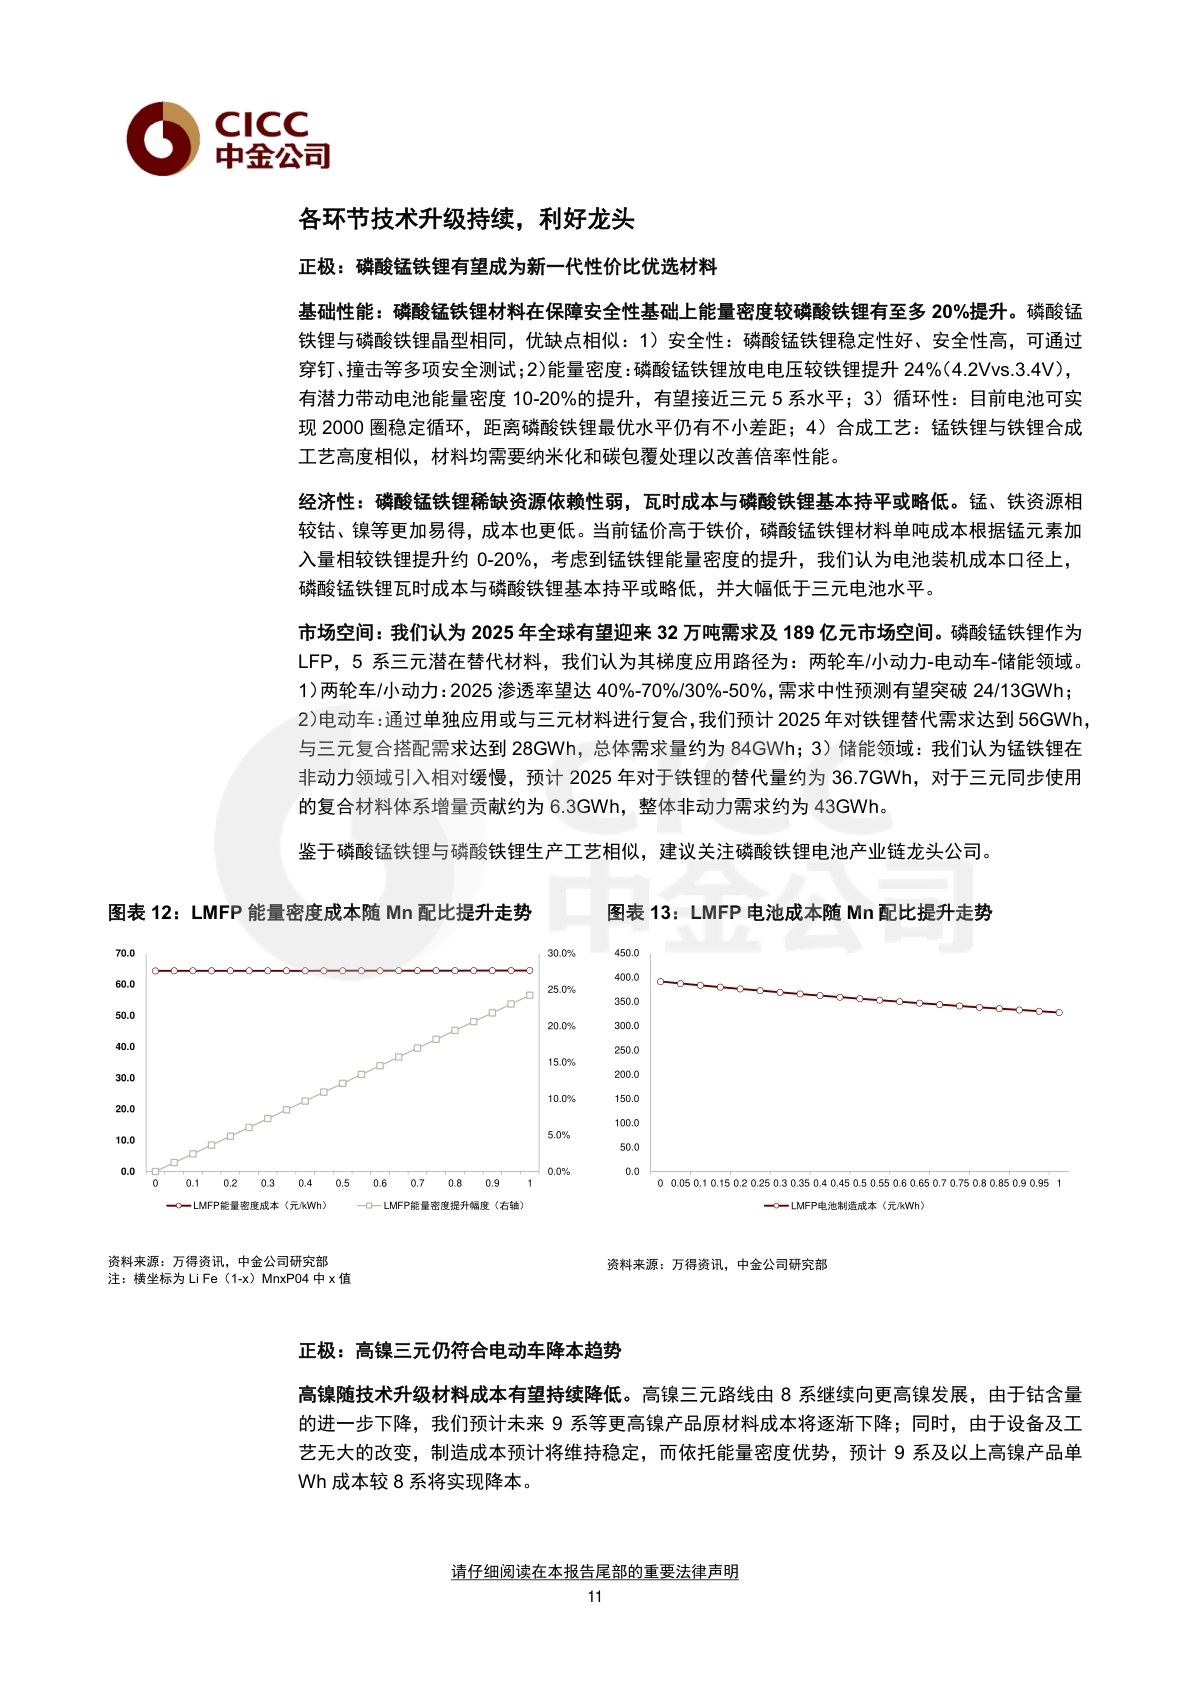 CICC
中金公司
各环节技术升级持续，利好龙头
正极：磷酸锰铁锂有望成为新一代性价比优选材料
基础性能：磷酸锰铁锂材料在保障安全性基础上能量密度较磷酸铁锂有至多 20%提升。磷酸锰
铁锂与磷酸铁锂晶型相同，优缺点相似：1）安全性：磷酸锰铁锂稳定性好、安全性高，可通过
穿钉、撞击等多项安全测试；2）能量密度：磷酸锰铁锂放电电压较铁锂提升 24%（4.2Vvs.3.4V），
有潜力带动电池能量密度 10-20%的提升，有望接近三元 5 系水平；3）循环性：目前电池可实
现 2000 圈稳定循环，距离磷酸铁锂最优水平仍有不小差距；4）合成工艺：锰铁锂与铁锂合成
工艺高度相似，材料均需要纳米化和碳包覆处理以改善倍率性能。
经济性：磷酸锰铁锂稀缺资源依赖性弱，瓦时成本与磷酸铁锂基本持平或略低。锰、铁资源相
较钴、镍等更加易得，成本也更低。当前锰价高于铁价，磷酸锰铁锂材料单吨成本根据锰元素加
入量相较铁锂提升约 0-20%，考虑到锰铁锂能量密度的提升，我们认为电池装机成本口径上，
磷酸锰铁锂瓦时成本与磷酸铁锂基本持平或略低，并大幅低于三元电池水平。
市场空间：我们认为 2025 年全球有望迎来 32 万吨需求及 189 亿元市场空间。磷酸锰铁锂作为
LFP，5 系三元潜在替代材料，我们认为其梯度应用路径为：两轮车/小动力-电动车-储能领域。
1）两轮车/小动力：2025 渗透率望达 40%-70%/30%-50%，需求中性预测有望突破 24/13GWh；
2）电动车：通过单独应用或与三元材料进行复合，我们预计 2025 年对铁锂替代需求达到 56GWh，
与三元复合搭配需求达到 28GWh，总体需求量约为 84GWh；3）储能领域：我们认为锰铁锂在
非动力领域引入相对缓慢，预计 2025 年对于铁锂的替代量约为 36.7GWh，对于三元同步使用
的复合材料体系增量贡献约为 6.3GWh，整体非动力需求约为 43GWh。
鉴于磷酸锰铁锂与磷酸铁锂生产工艺相似，建议关注磷酸铁锂电池产业链龙头公司。
CICC
中金公司
图表 12：LMFP 能量密度成本随 Mn 配比提升走势
70.0
60.0
50.0
40.0
30.0
20.0
10.0
0.0
30.0%
25.0%
20.0%
15.0%
10.0%
5.0%
0.0%
0 0.1 0.2 0.3 0.4 0.5 0.6 0.7 0.8 0.9 1
LMFP能量密度成本（元/kWh） LMFP能量密度提升幅度（右轴）
资料来源：万得资讯，中金公司研究部
注：横坐标为 Li Fe（1-x）MnxP04 中 x 值
图表 13：LMFP 电池成本随 Mn 配比提升走势
450.0
400.0
350.0
300.0
250.0
200.0
150.0
100.0
50.0
0.0
0 0.05 0.1 0.15 0.2 0.25 0.3 0.35 0.4 0.45 0.5 0.55 0.6 0.65 0.7 0.75 0.8 0.85 0.9 0.95 1
LMFP电池制造成本（元/kWh）
资料来源：万得资讯，中金公司研究部
正极：高镍三元仍符合电动车降本趋势
高镍随技术升级材料成本有望持续降低。高镍三元路线由 8 系继续向更高镍发展，由于钴含量
的进一步下降，我们预计未来 9 系等更高镍产品原材料成本将逐渐下降；同时，由于设备及工
艺无大的改变，制造成本预计将维持稳定，而依托能量密度优势，预计 9 系及以上高镍产品单
Wh 成本较 8 系将实现降本。
请仔细阅读在本报告尾部的重要法律声明
11